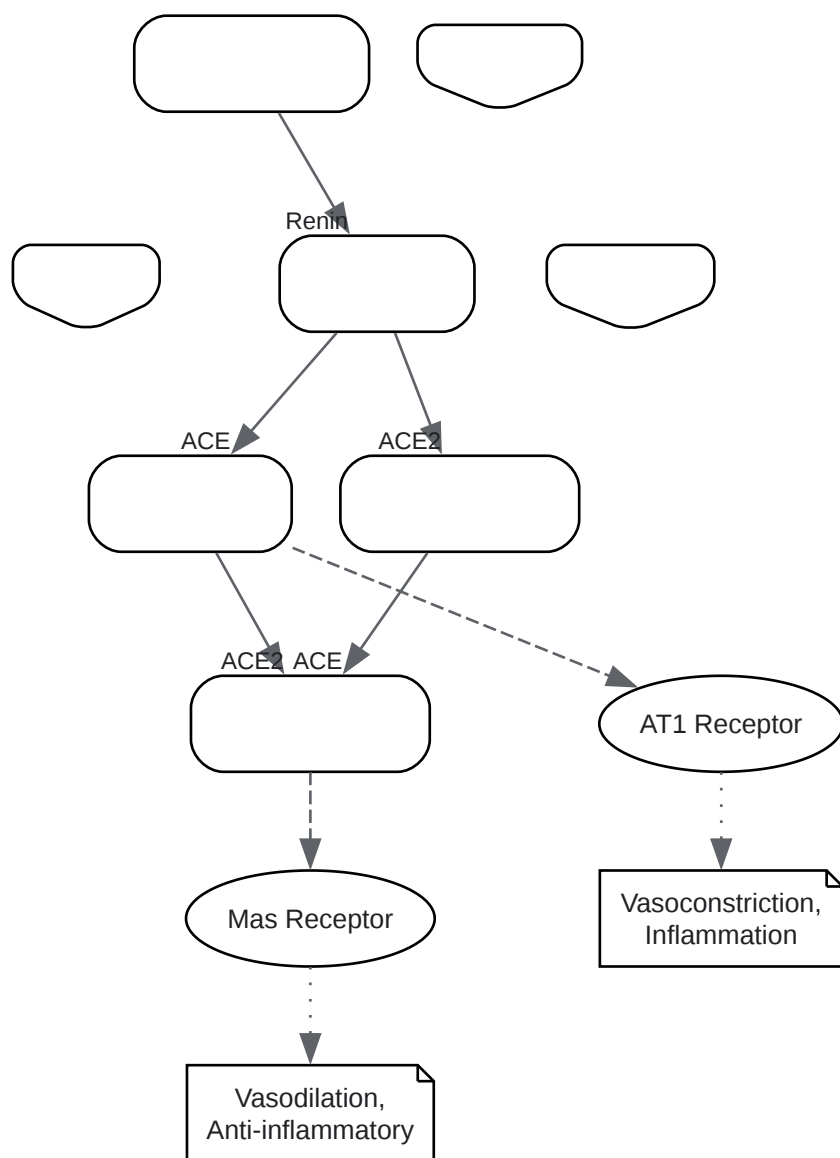 Renin
ACE
ACE2
ACE2
ACE
AT1 Receptor
Mas Receptor
Vasoconstriction,
Inflammation
Vasodilation,
Anti-inflammatory